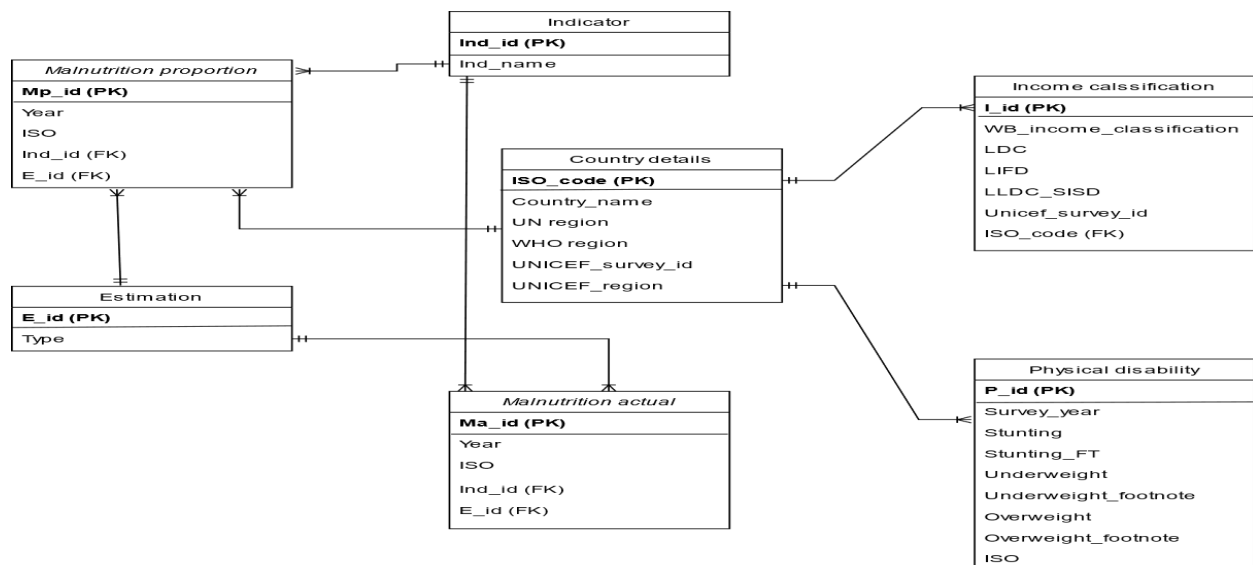 Indicator
Ind_id (PK)
Ind_name
Malnutrition proportion
Mp_id (PK)
Year
ISO
Ind_id (FK)
E_id (FK)
Income calssification
I_id (PK)
WB_income_classification
LDC
LIFD
LLDC_SISD
Unicef_survey_id
ISO_code (FK)
Country details
ISO_code (PK)
Country_name
UN region
WHO region
UNICEF_survey_id
UNICEF_region
Estimation
E_id (PK)
Type
Malnutrition actual
Ma_id (PK)
Year
ISO
Ind_id (FK)
E_id (FK)
Physical disability
P_id (PK)
Survey_year
Stunting
Stunting_FT
Underweight
Underweight_footnote
Overweight
Overweight_footnote
ISO